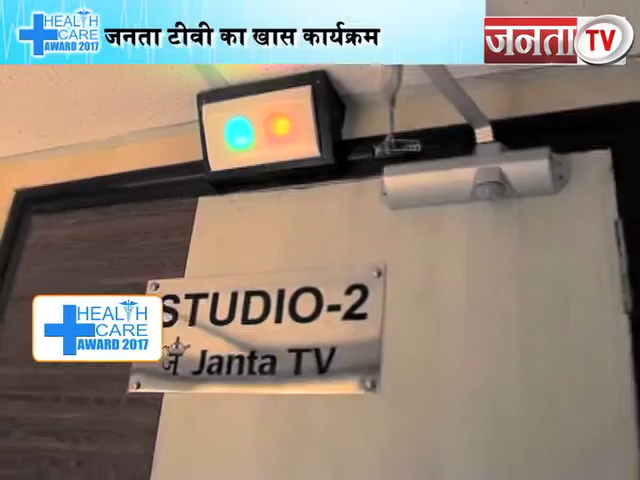 HEALTH
CARE
AWARD 2017
जनता टीवी का खास कार्यक्रम
जनता TV
STUDIO-2
HEALTH
CARE
AWARD 2017
ज Janta TV